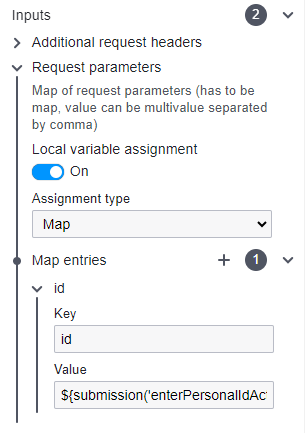 Inputs 2
Additional request headers
Request parameters
Map of request parameters (has to be
map, value can be multivalue separated
by comma)
Local variable assignment
On
Assignment type
Map
Map entries + 1
id
Key
id
Value
${submission('enterPersonalIdAc